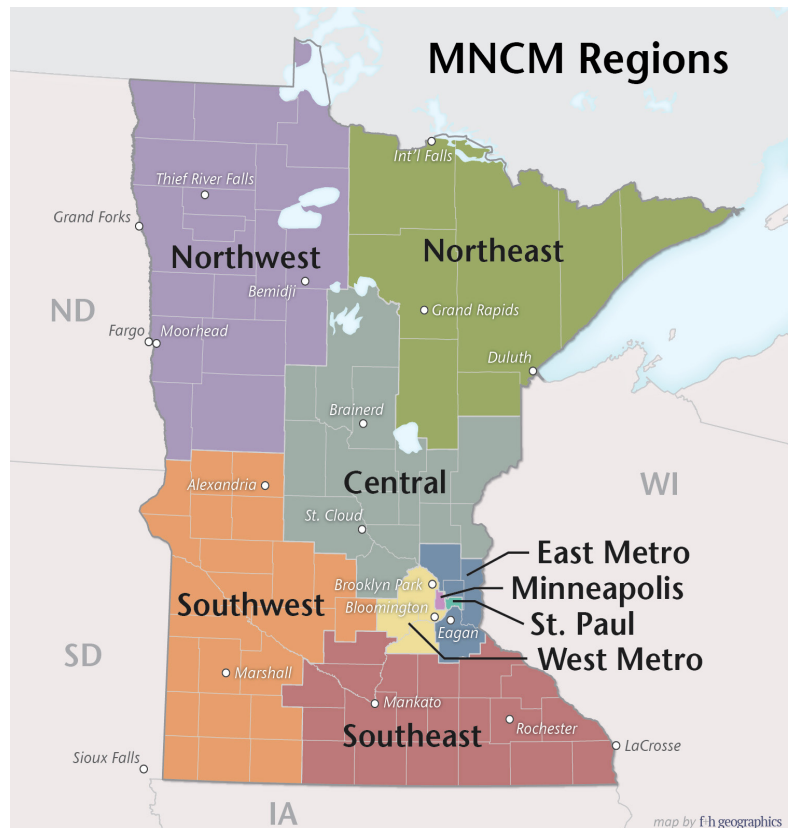 MNCM Regions
Int'l Falls
Thief River Falls
Grand Forks
Northwest
Northeast
Bemidji
ND
Grand Rapids
Fargo
Moorhead
Duluth
Brainerd
Alexandria
Central
WI
St. Cloud
East Metro
Brooklyn Park
Minneapolis
Southwest
Bloomington
St. Paul
Eagan
SD
West Metro
Marshall
Mankato
Rochester
Southeast
LaCrosse
Sioux Falls
IA
map by f+h geographics